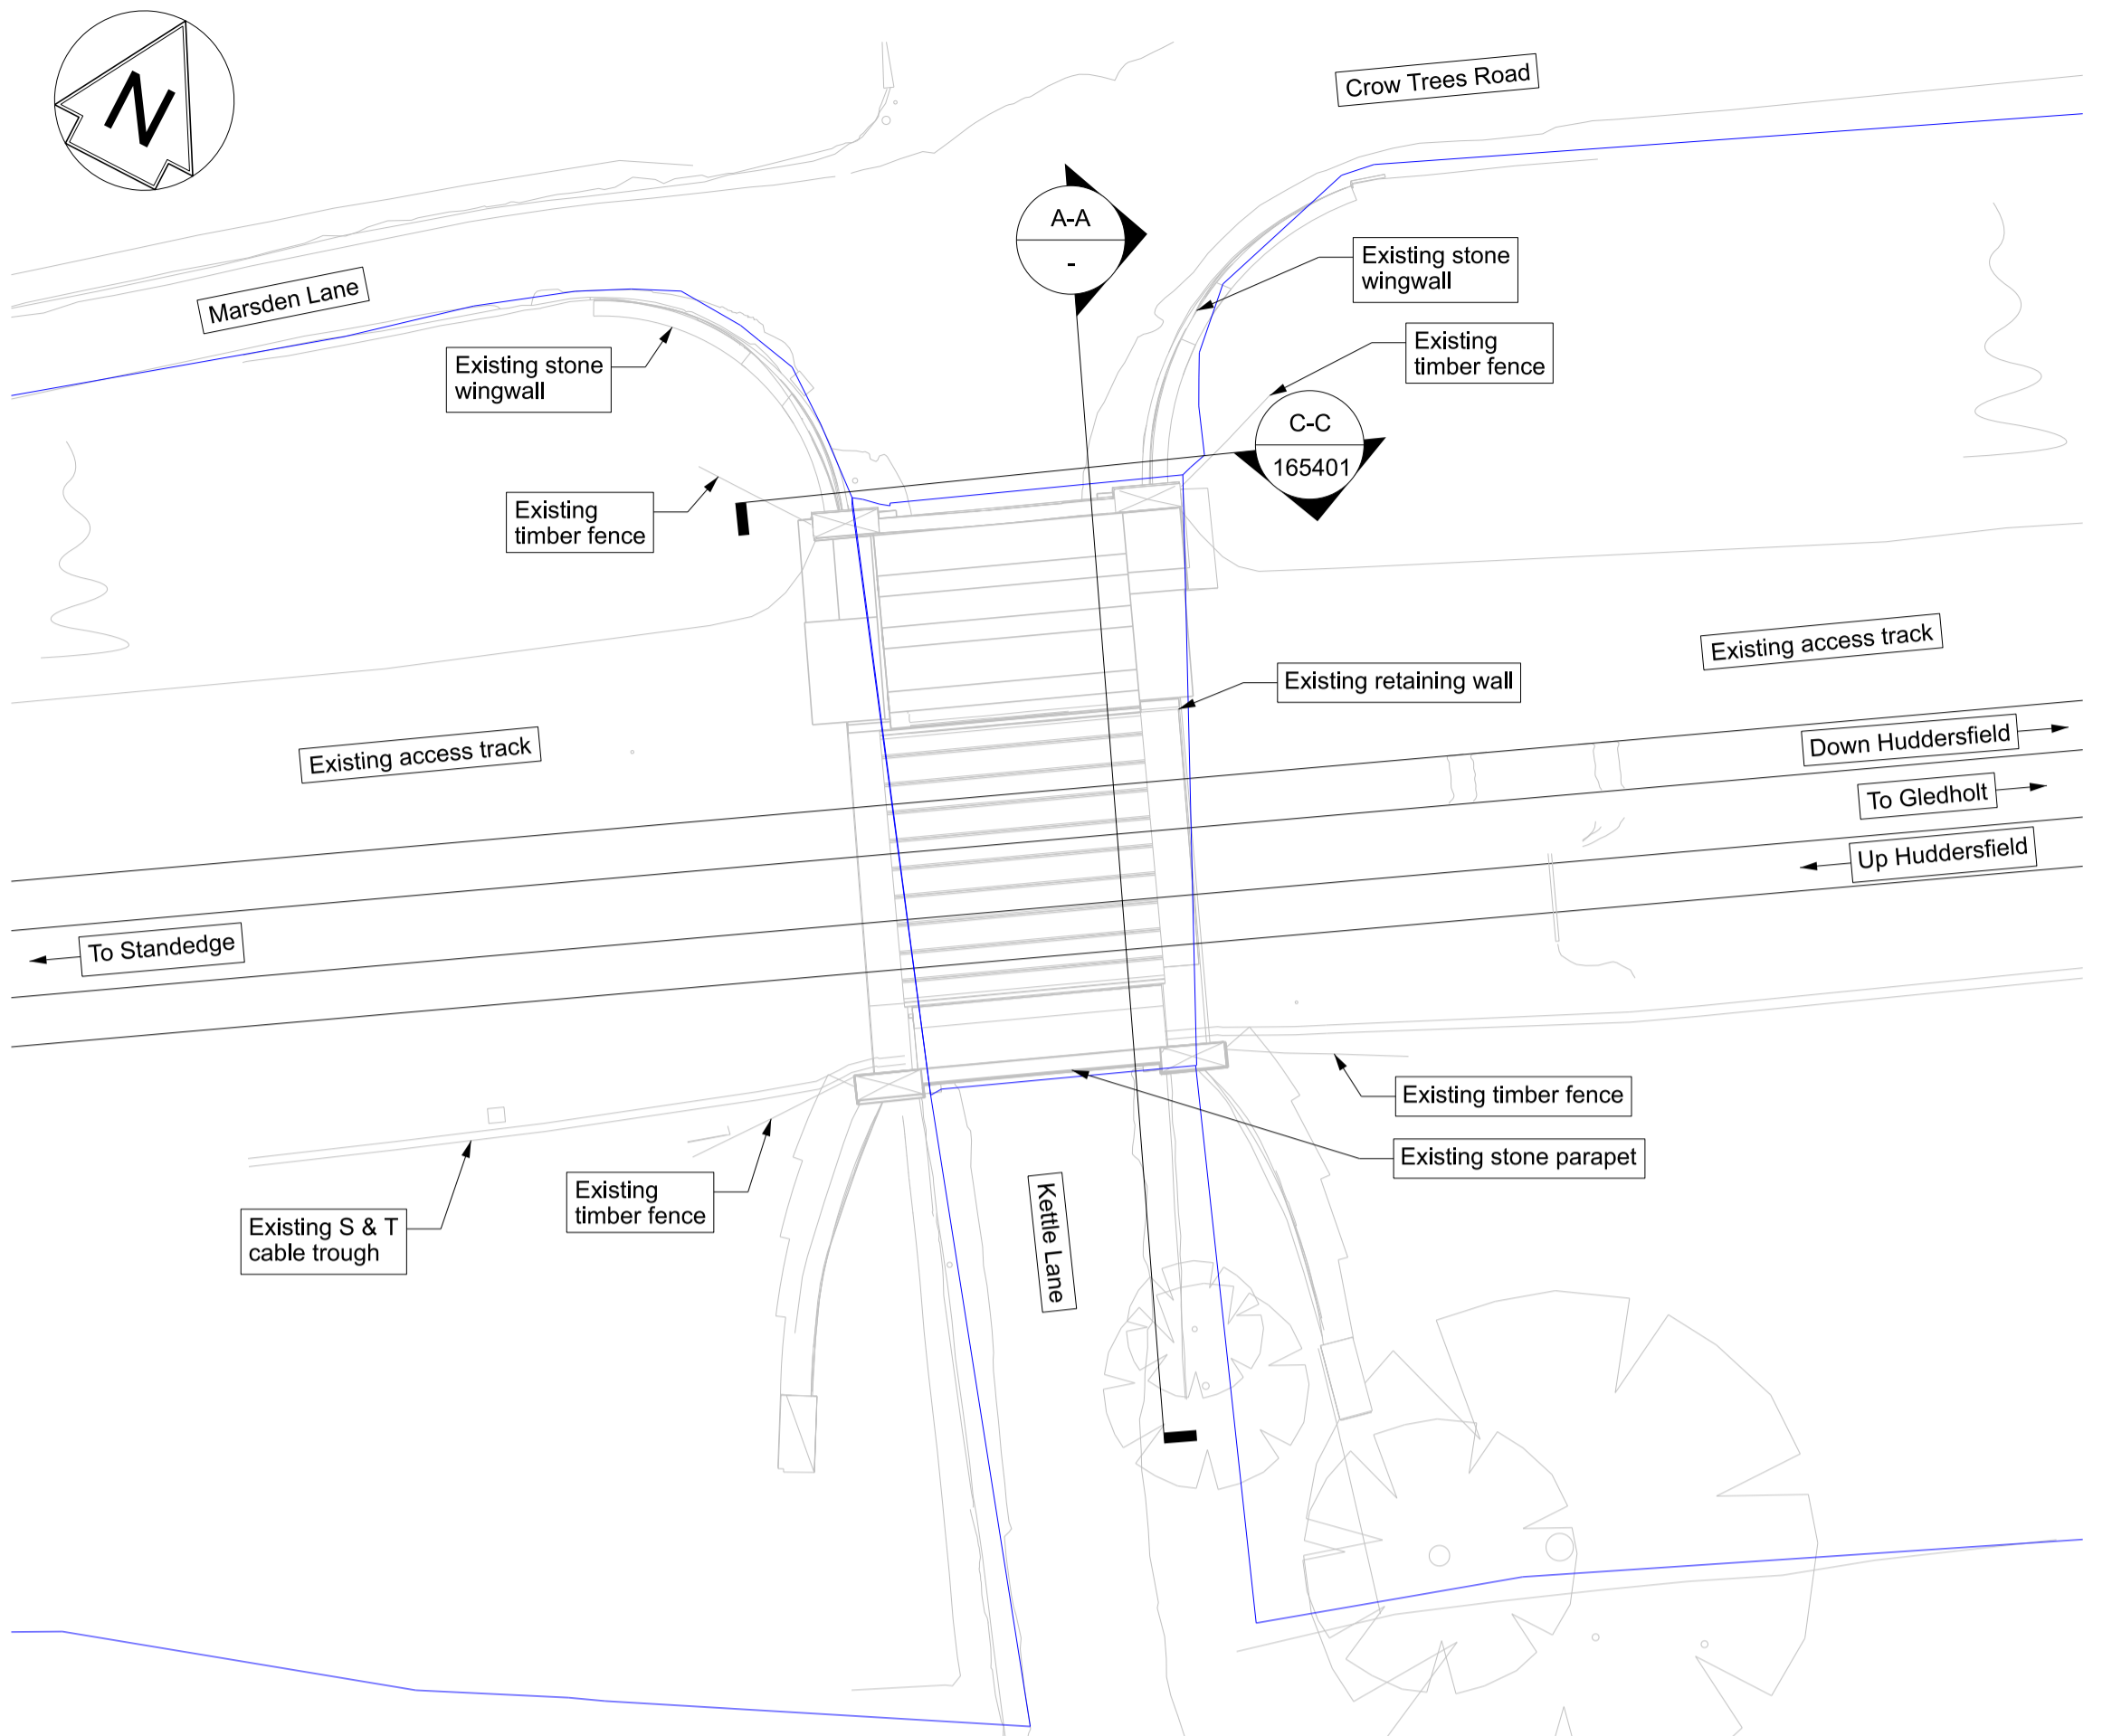 N
Crow Trees Road
Marsden Lane
A-A
-
Existing stone
wingwall
Existing
timber fence
Existing stone
wingwall
C-C
165401
Existing
timber fence
Existing access track
Existing retaining wall
Existing access track
Down Huddersfield
To Gledholt
Up Huddersfield
To Standedge
Existing timber fence
Existing stone parapet
Kettle Lane
Existing
timber fence
Existing S & T
cable trough